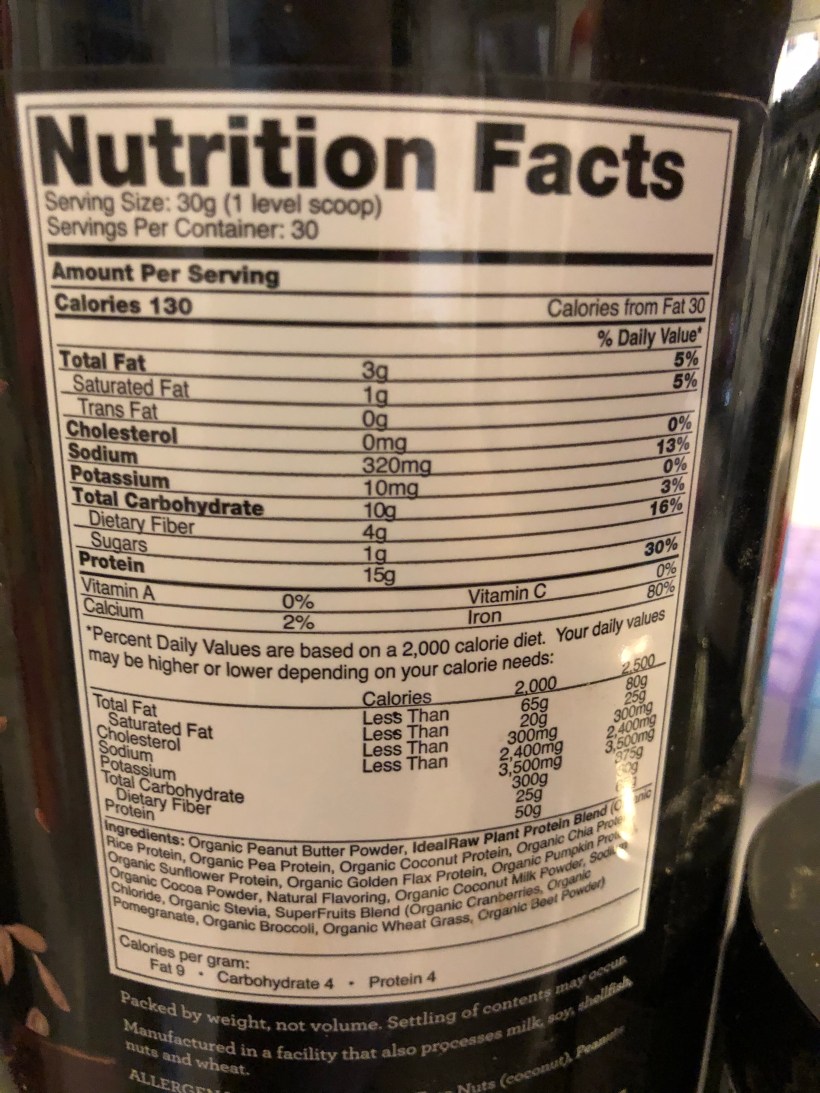 Nutrition Facts
Serving Size: 30g (1 level scoop)
Servings Per Container: 30
Amount Per Serving
Calories 130 Calories from Fat 30
% Daily Value*
Total Fat 3g 5%
Saturated Fat 1g 5%
Trans Fat 0g
Cholesterol 0mg 0%
Sodium 320mg 13%
Potassium 10mg 0%
Total Carbohydrate 10g 3%
Dietary Fiber 4g 16%
Sugars 1g
Protein 15g 30%
Vitamin A 0% Vitamin C 0%
Calcium 2% Iron 80%
*Percent Daily Values are based on a 2,000 calorie diet. Your daily values
may be higher or lower depending on your calorie needs:
Calories 2,000 2,500
Total Fat Less Than 65g 80g
Saturated Fat Less Than 20g 25g
Cholesterol Less Than 300mg 300mg
Sodium Less Than 2,400mg 2,400mg
Potassium 3,500mg 3,500mg
Total Carbohydrate 300g 375g
Dietary Fiber 25g
Protein 50g
Ingredients: Organic Peanut Butter Powder, IdealRaw Plant Protein Blend (Organic
Rice Protein, Organic Pea Protein, Organic Coconut Protein, Organic Chia Protein,
Organic Sunflower Protein, Organic Golden Flax Protein, Organic Pumpkin Protein),
Organic Cocoa Powder, Natural Flavoring, Organic Coconut Milk Powder, Sodium
Chloride, Organic Stevia, SuperFruits Blend (Organic Cranberries, Organic
Pomegranate, Organic Broccoli, Organic Wheat Grass, Organic Beet Powder)
Calories per gram:
Fat 9 • Carbohydrate 4 • Protein 4
Packed by weight, not volume. Settling of contents may occur.
Manufactured in a facility that also processes milk, soy, shellfish,
nuts and wheat.
Nuts (coconut), Peanuts